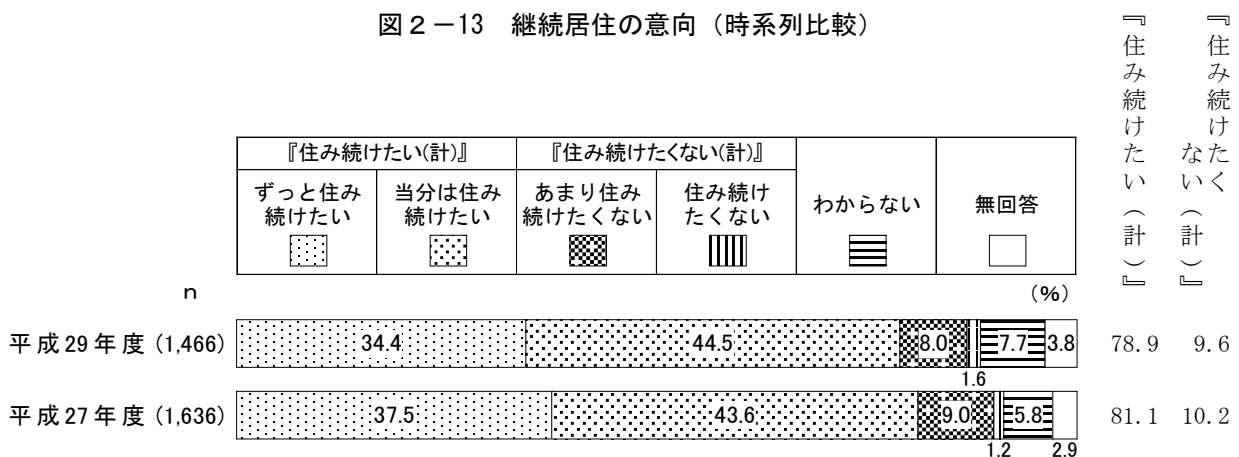 図２－13　継続居住の意向（時系列比較）
『住み続けたい（計）』
『住み続けたくない（計）』
『住み続けたい(計)』
『住み続けたくない(計)』
ずっと住み
続けたい
当分は住み
続けたい
あまり住み
続けたくない
住み続け
たくない
わからない
無回答
ｎ
(％)
平成29年度 (1,466) 34.4 44.5 8.0 1.6 7.7 3.8 78.9 9.6
平成27年度 (1,636) 37.5 43.6 9.0 1.2 5.8 2.9 81.1 10.2